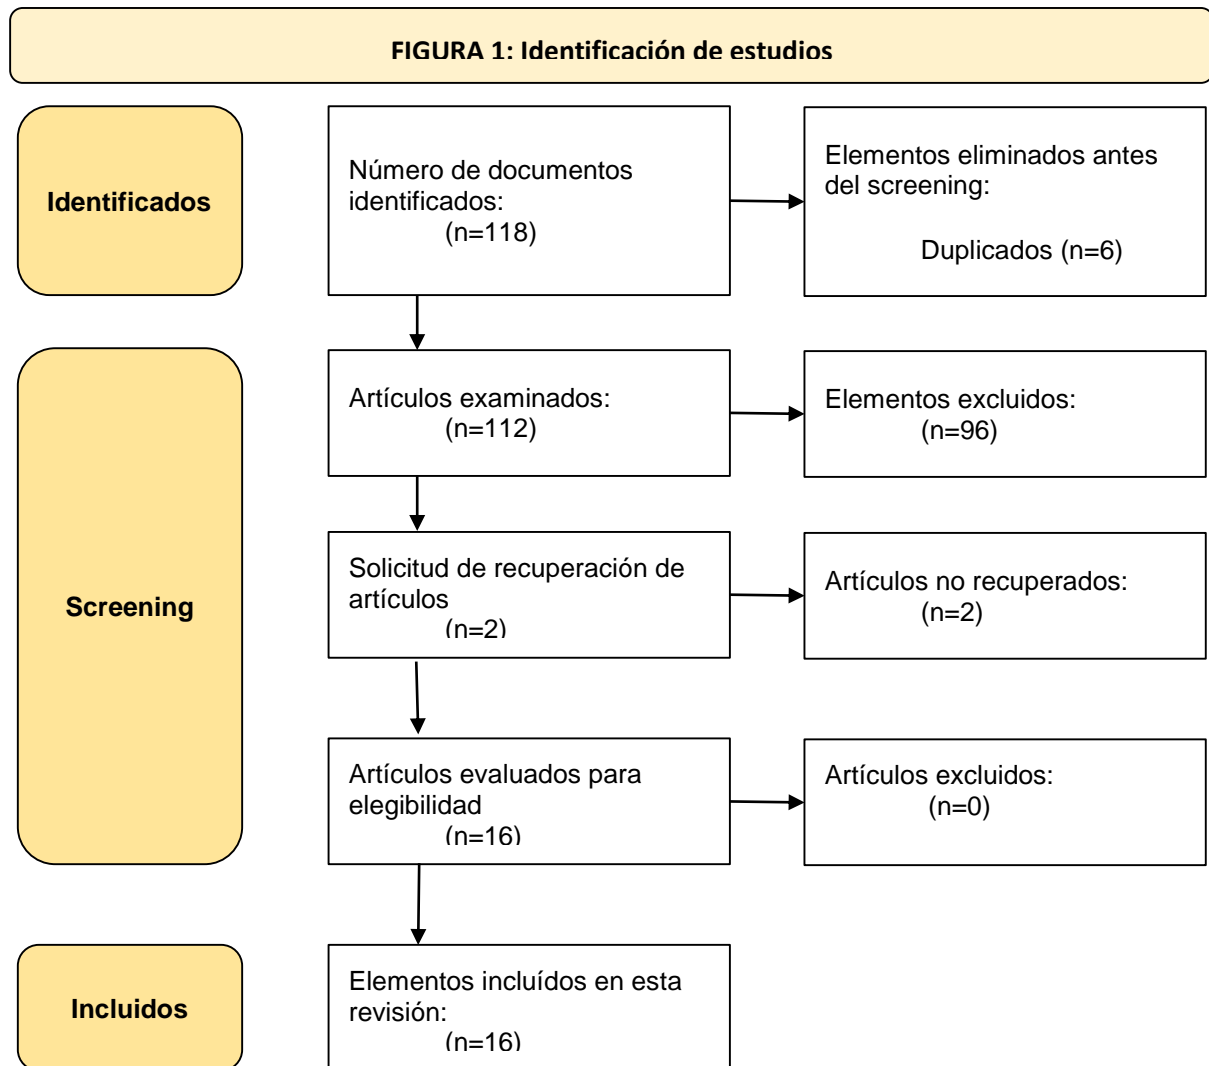 FIGURA 1: Identificación de estudios
Identificados
Número de documentos
identificados:
(n=118)
Elementos eliminados antes
del screening:
Duplicados (n=6)
Screening
Artículos examinados:
(n=112)
Elementos excluidos:
(n=96)
Solicitud de recuperación de
artículos
(n=2)
Artículos no recuperados:
(n=2)
Artículos evaluados para
elegibilidad
(n=16)
Artículos excluidos:
(n=0)
Incluidos
Elementos incluídos en esta
revisión:
(n=16)